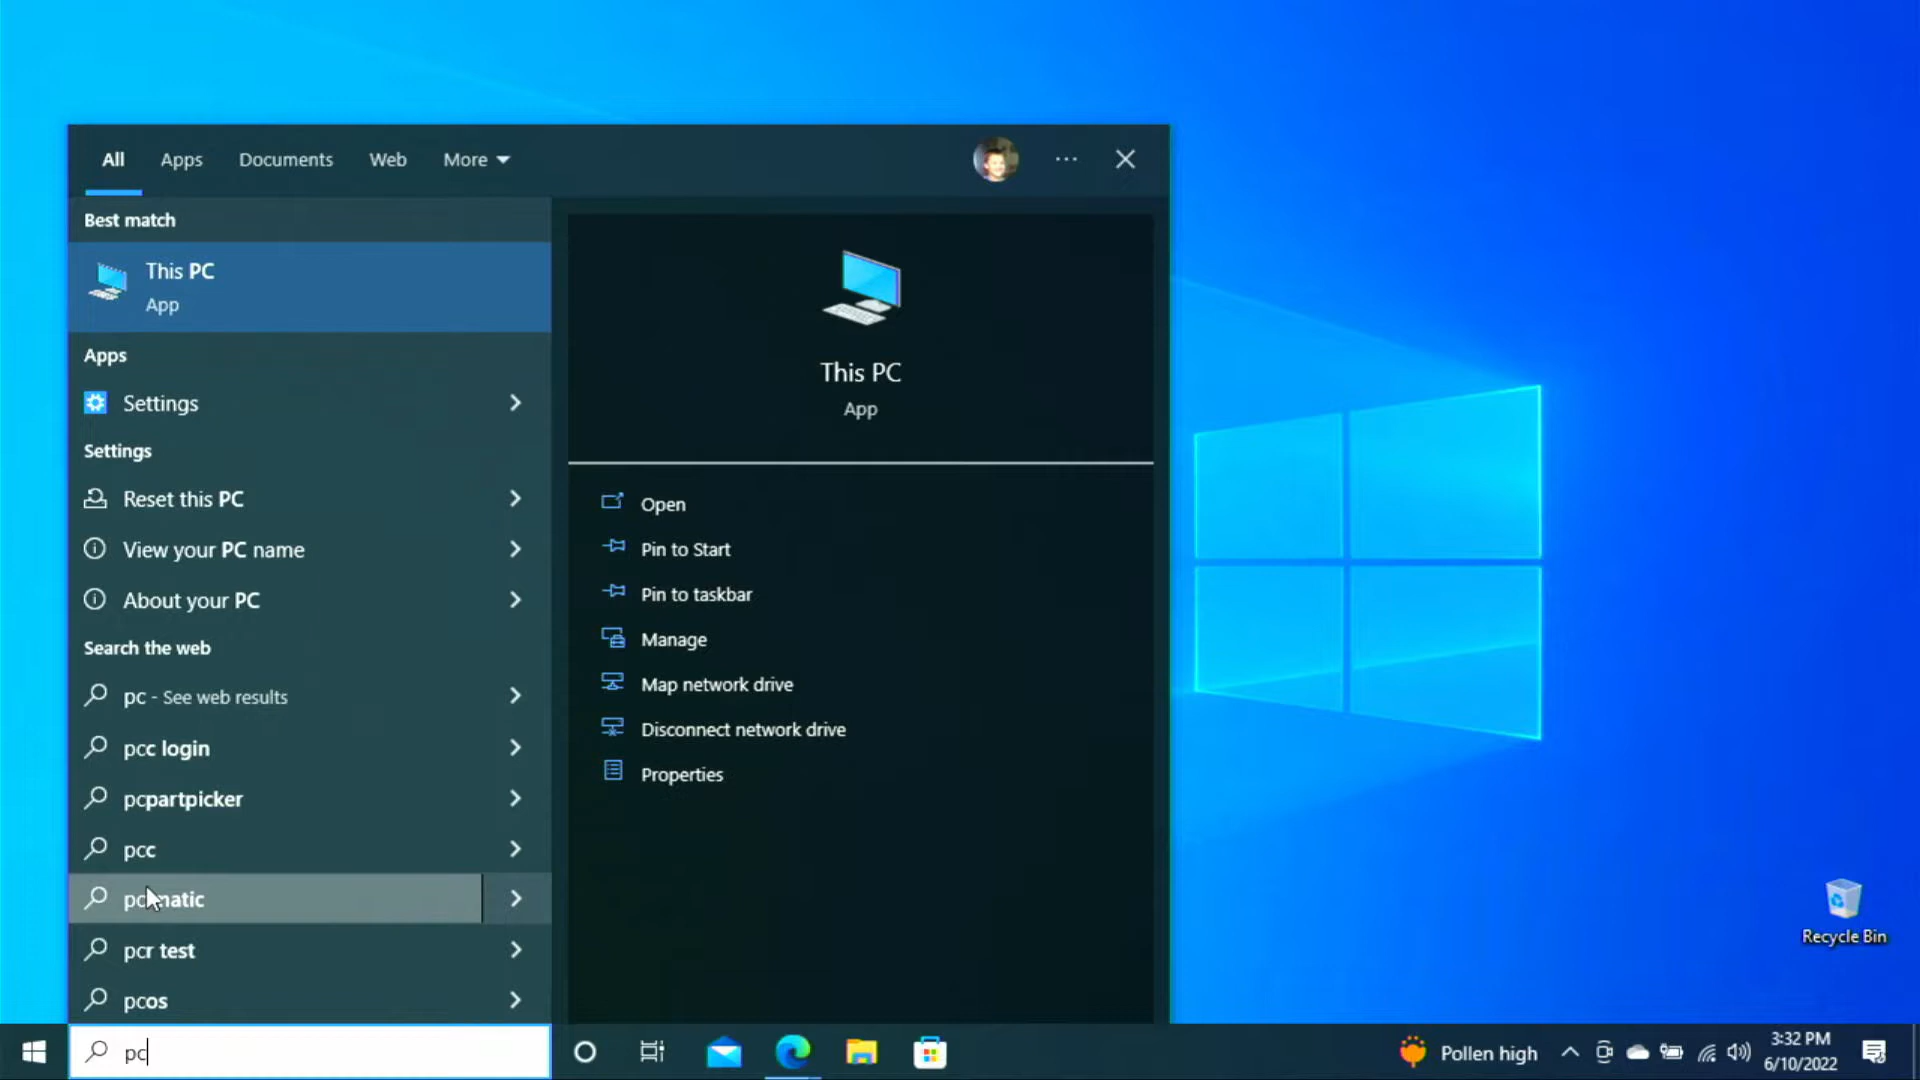 All Apps Documents Web More
Best match
This PC
App
Apps
Settings
Settings
Reset this PC
View your PC name
About your PC
Search the web
pc - See web results
pcc login
pcpartpicker
pcc
pcr test
pcos
pc
This PC
App
Open
Pin to Start
Pin to taskbar
Manage
Map network drive
Disconnect network drive
Properties
Recycle Bin
Pollen high
3:32 PM
6/10/2022